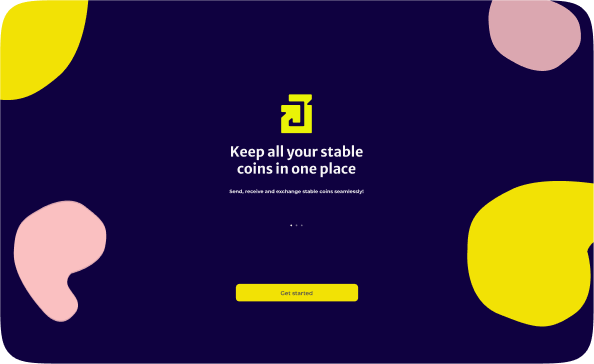 Keep all your stable
coins in one place
Send, receive and exchange stable coins seamlessly!
Get started